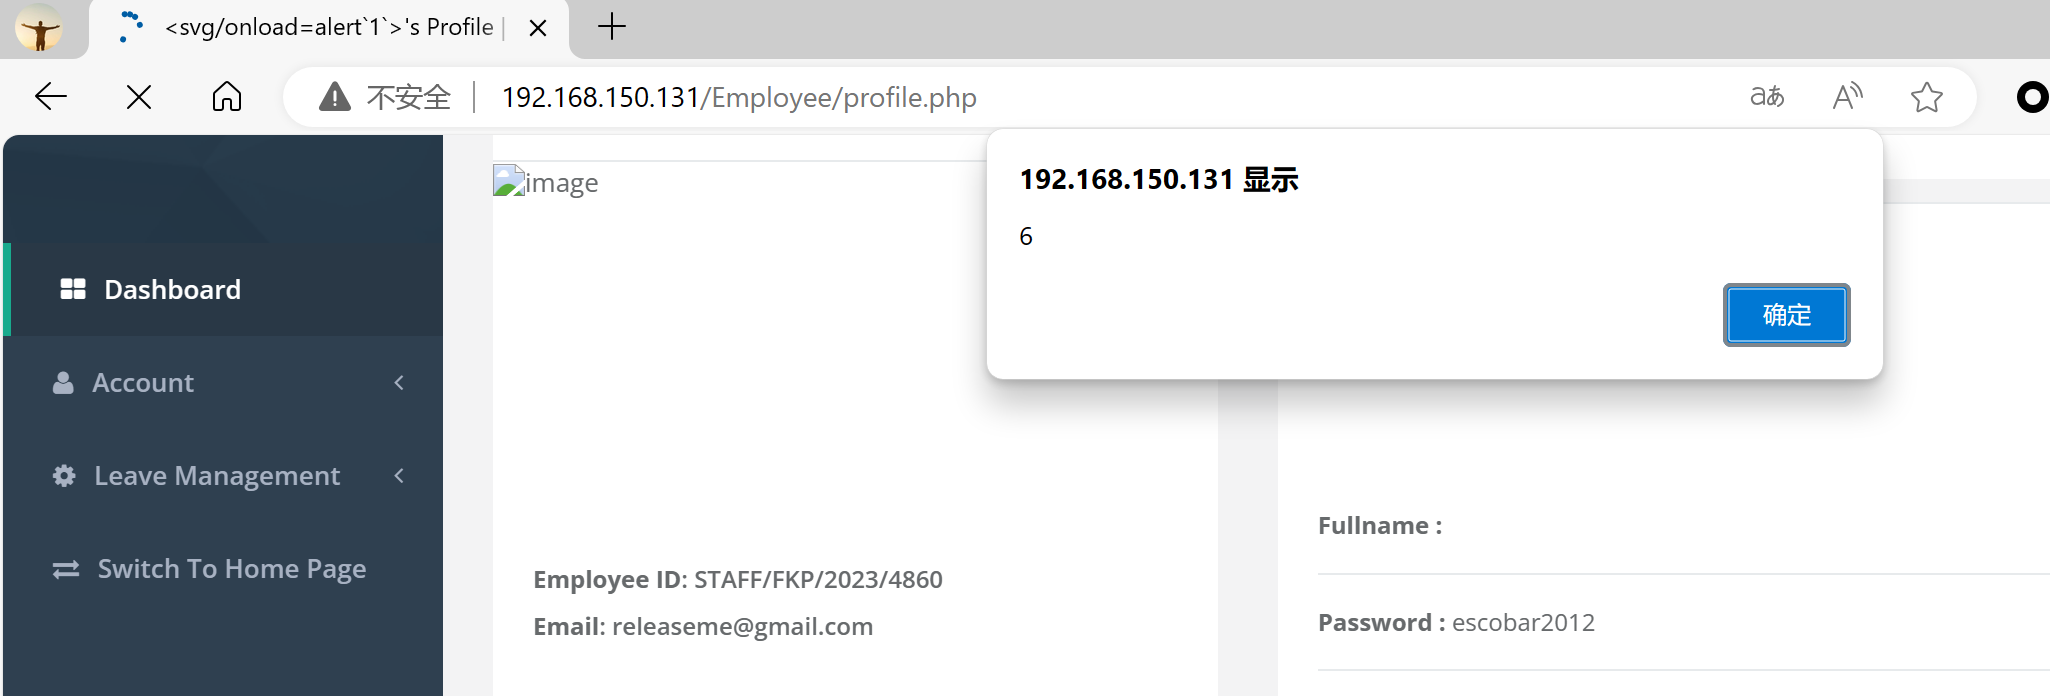 <svg/onload=alert`1`>'s Profile |
不安全 | 192.168.150.131/Employee/profile.php
aあ A
192.168.150.131 显示
6
确定
image
Dashboard
Account
Leave Management
Switch To Home Page
Employee ID: STAFF/FKP/2023/4860
Email: releaseme@gmail.com
Fullname :
Password : escobar2012